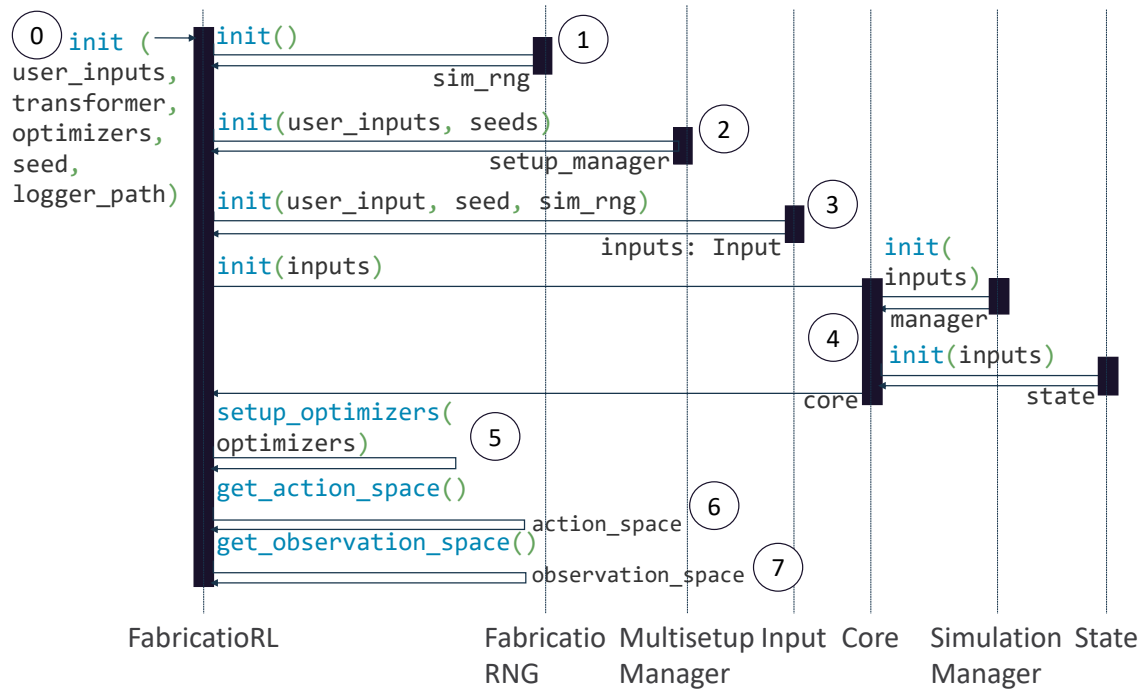 0 init (
user_inputs,
transformer,
optimizers,
seed,
logger_path)
init()
1
sim_rng
init(user_inputs, seeds)
2
setup_manager
init(user_input, seed, sim_rng)
3
inputs: Input
init(inputs)
init(
inputs)
manager
4
init(inputs)
state
core
setup_optimizers(
optimizers)
5
get_action_space()
6
action_space
get_observation_space()
7
observation_space
FabricatioRL
Fabricatio
RNG
Multisetup
Manager
Input
Core
Simulation
Manager
State